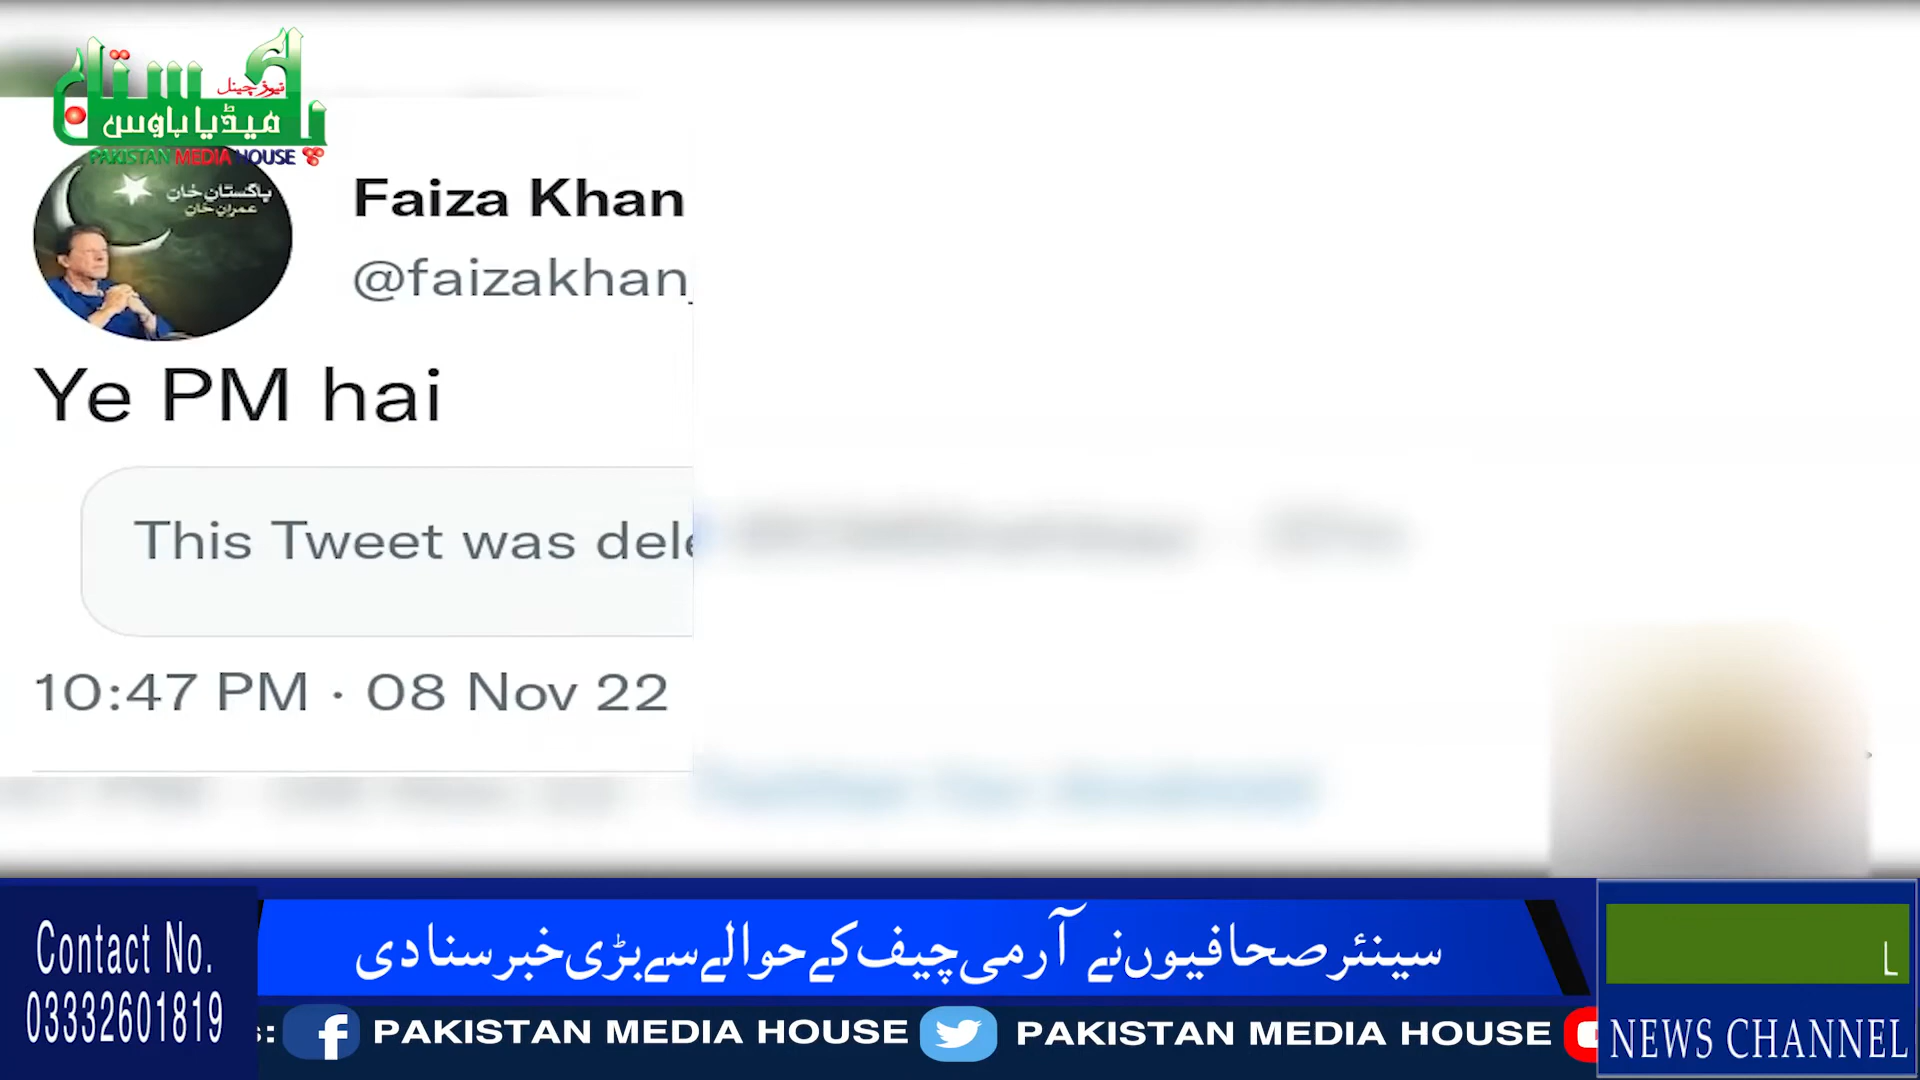 پاکستان
نیوز چینل
میڈیا ہاوس
PAKISTAN MEDIA HOUSE
پاکستان خان
عمران خان
Faiza Khan
@faizakhan_
Ye PM hai
This Tweet was dele
10:47 PM · 08 Nov 22
Contact No.
03332601819
سینئر صحافیوں نے آرمی چیف کے حوالے سے بڑی خبر سنا دی
s: PAKISTAN MEDIA HOUSE PAKISTAN MEDIA HOUSE
L
NEWS CHANNEL